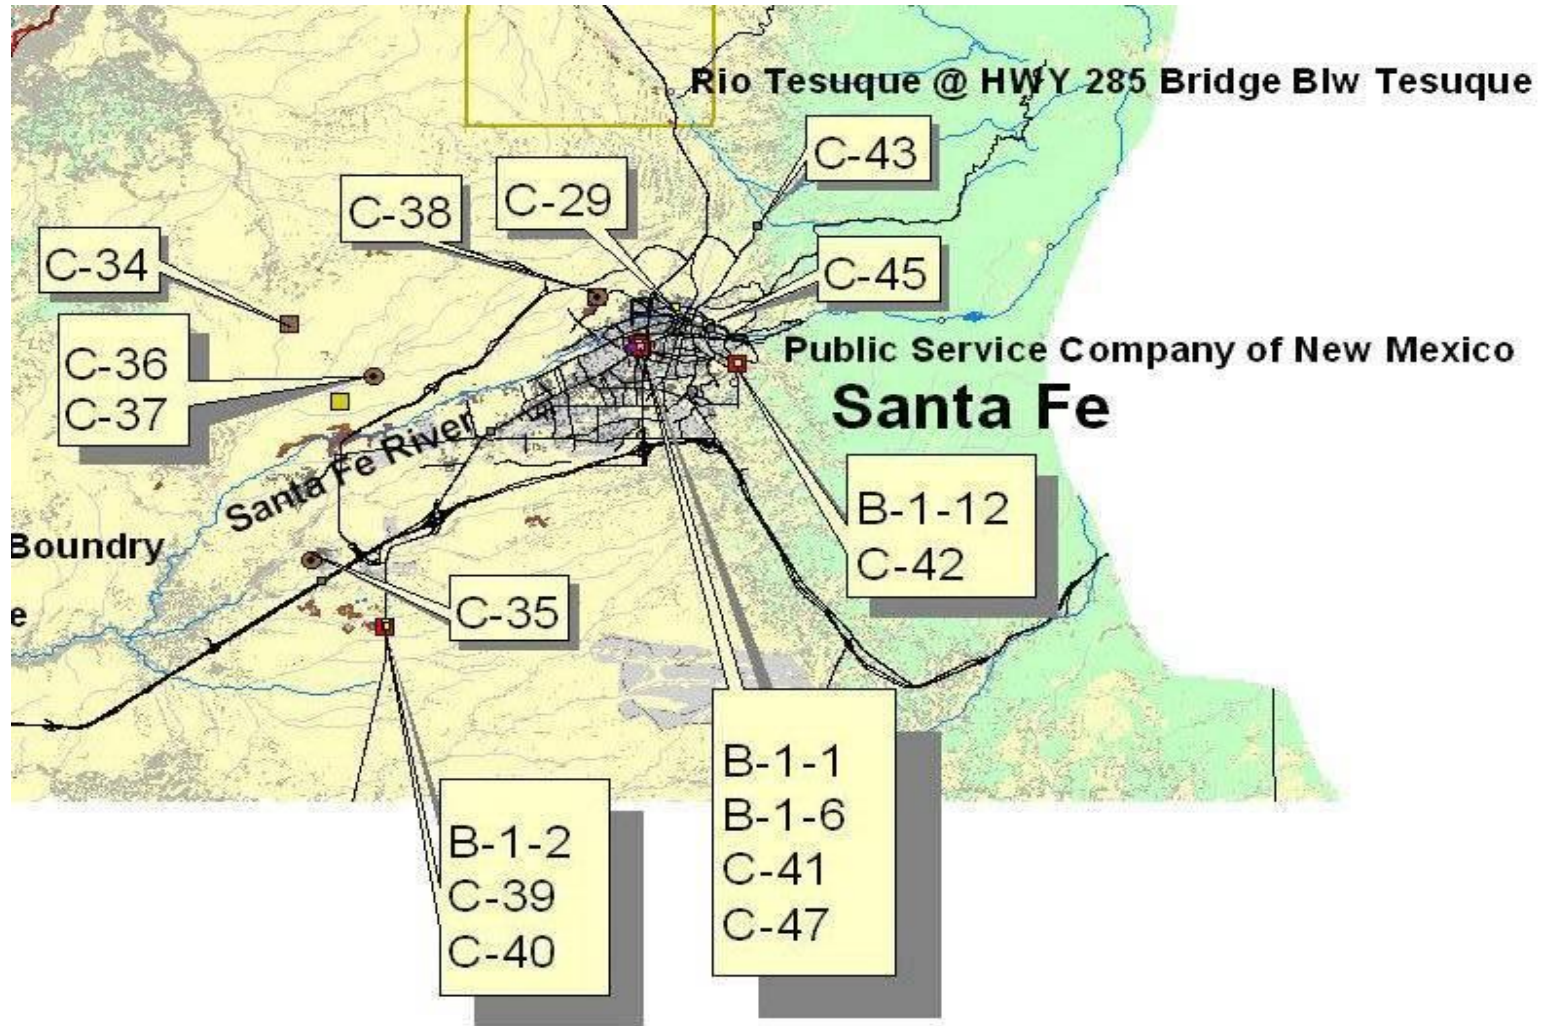 Rio Tesuque @ HWY 285 Bridge Blw Tesuque
C-43
C-29
C-38
C-34
C-45
C-36
C-37
Public Service Company of New Mexico
Santa Fe
Santa Fe River
B-1-12
C-42
Boundry
e
C-35
B-1-1
B-1-6
C-41
C-47
B-1-2
C-39
C-40